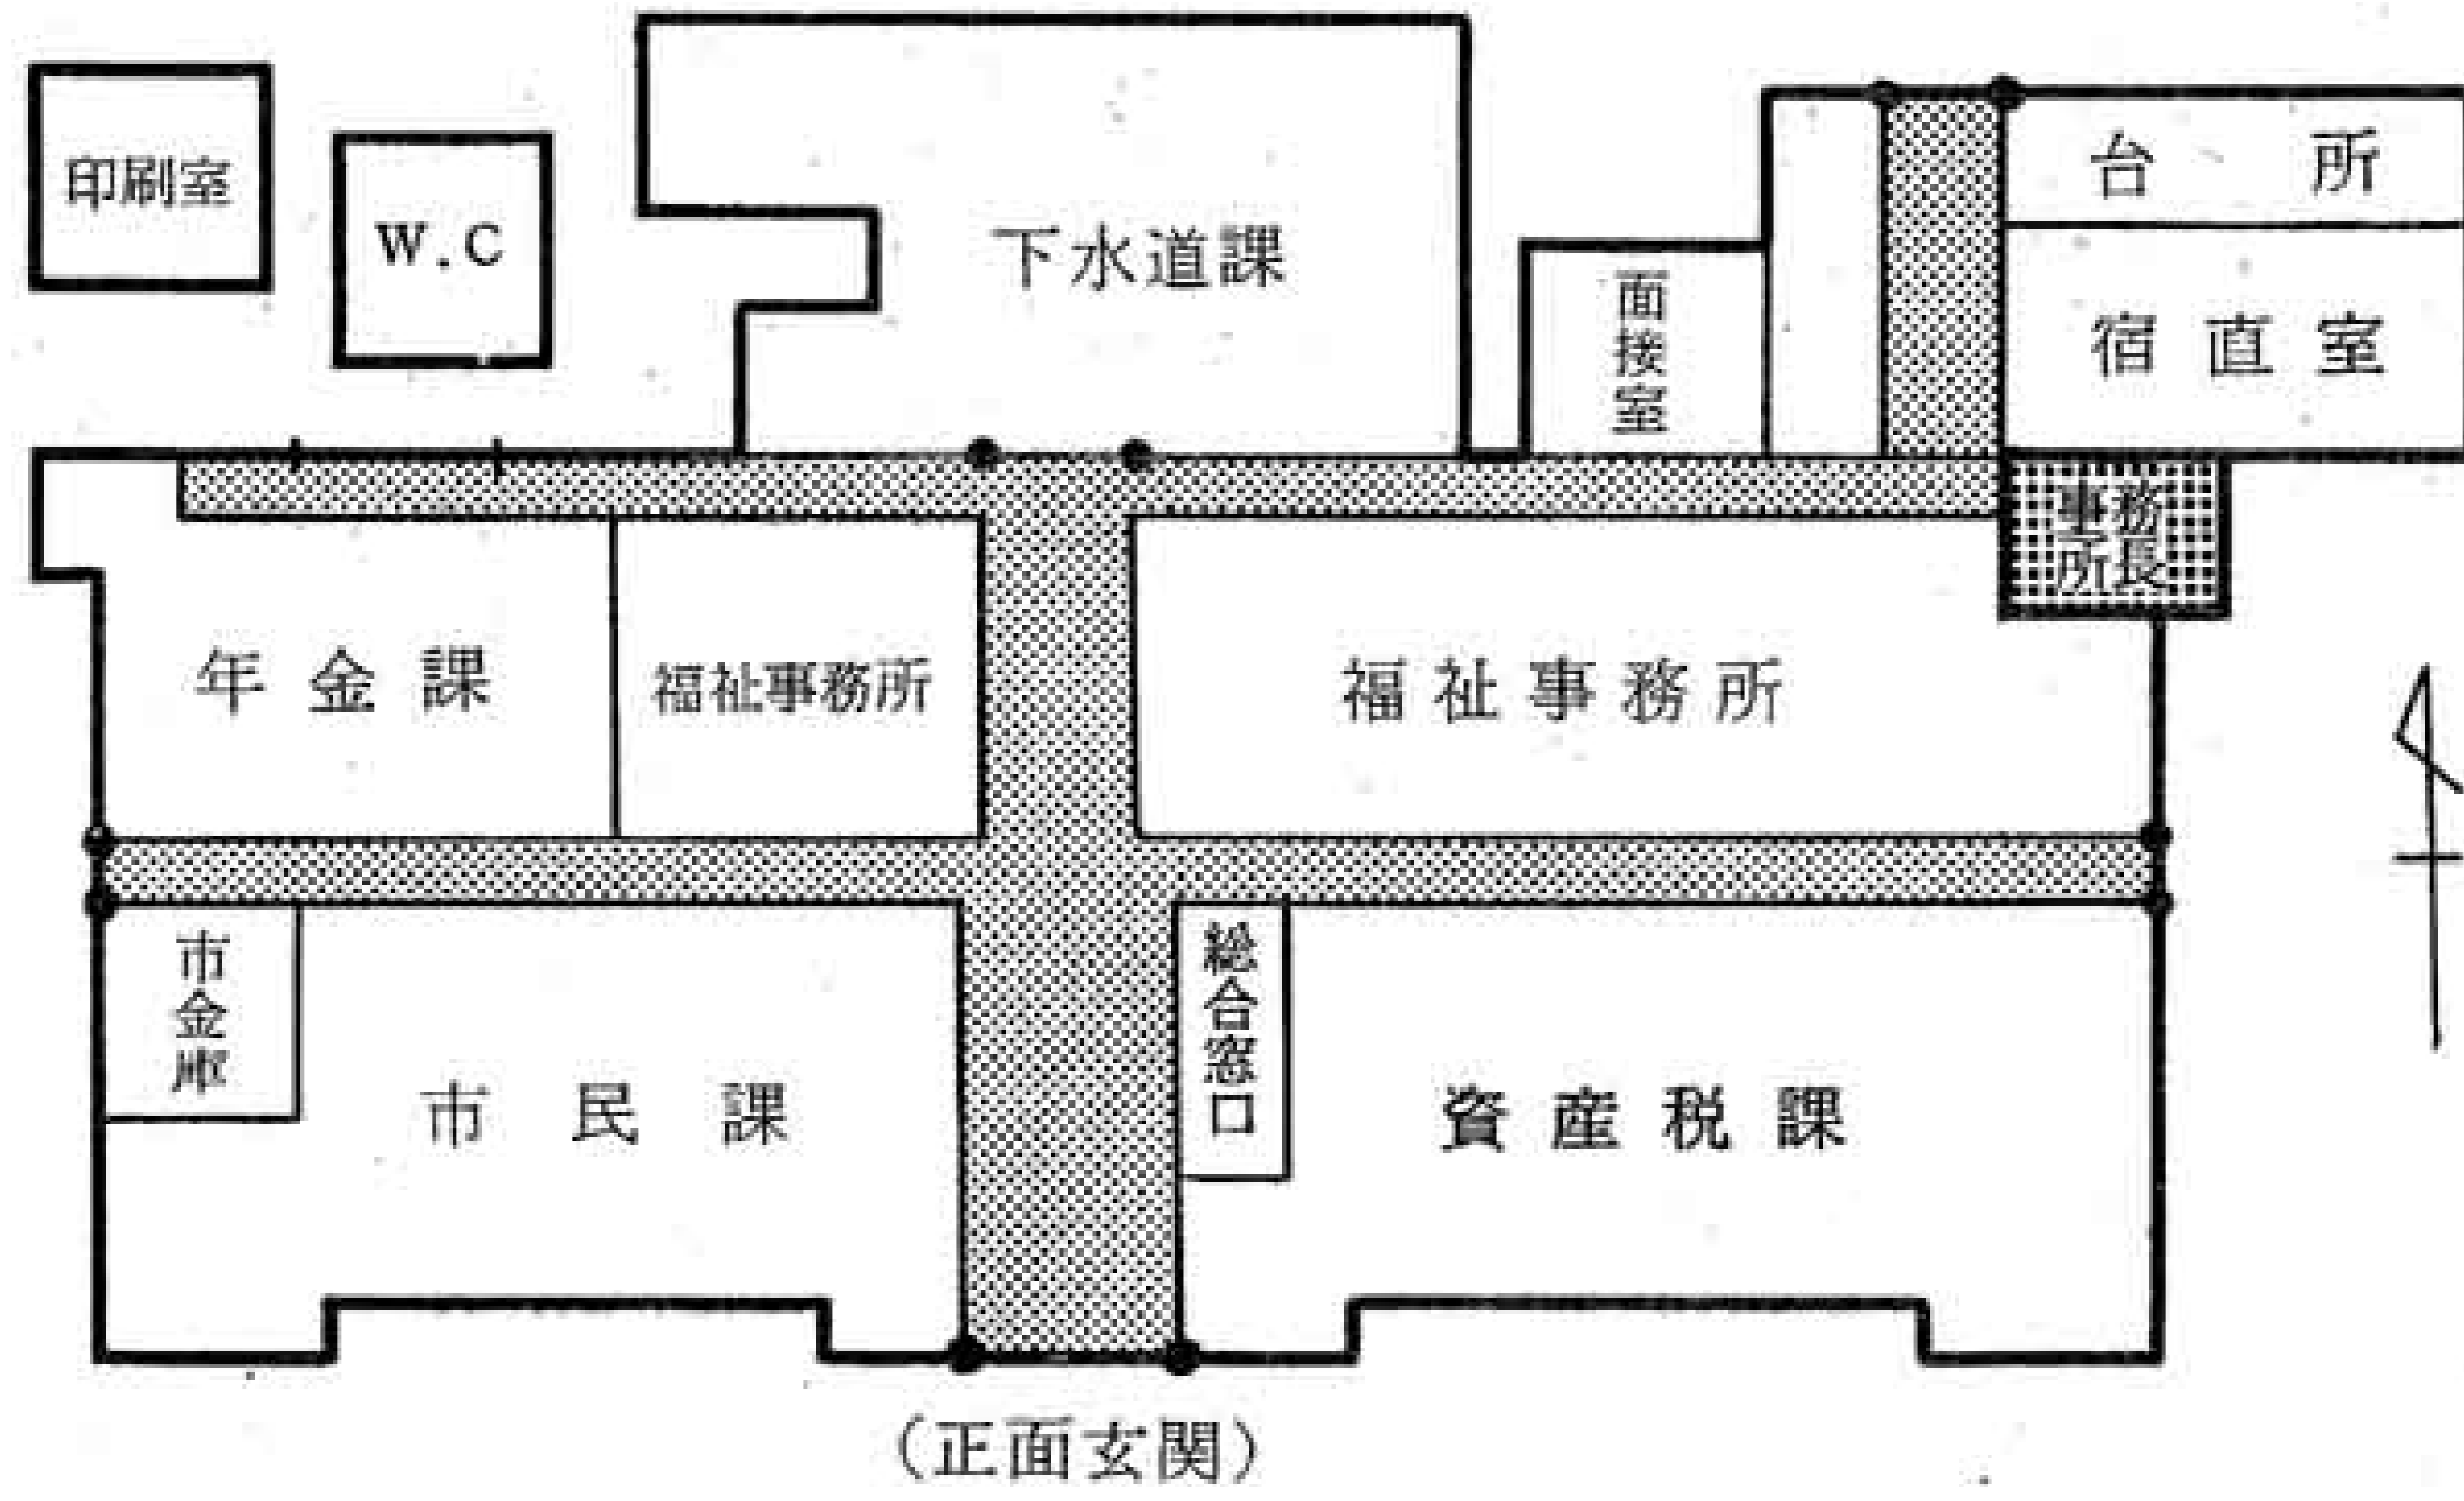 印刷室
W.C
下水道課
面接室
台所
宿直室
事務
所長
年金課
福祉事務所
福祉事務所
市金庫
市民課
総合窓口
資産税課
(正面玄関)